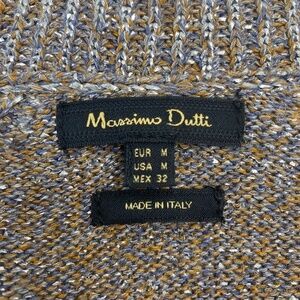 Massimo Dutti
EUR M
USA M
MEX 32
MADE IN ITALY